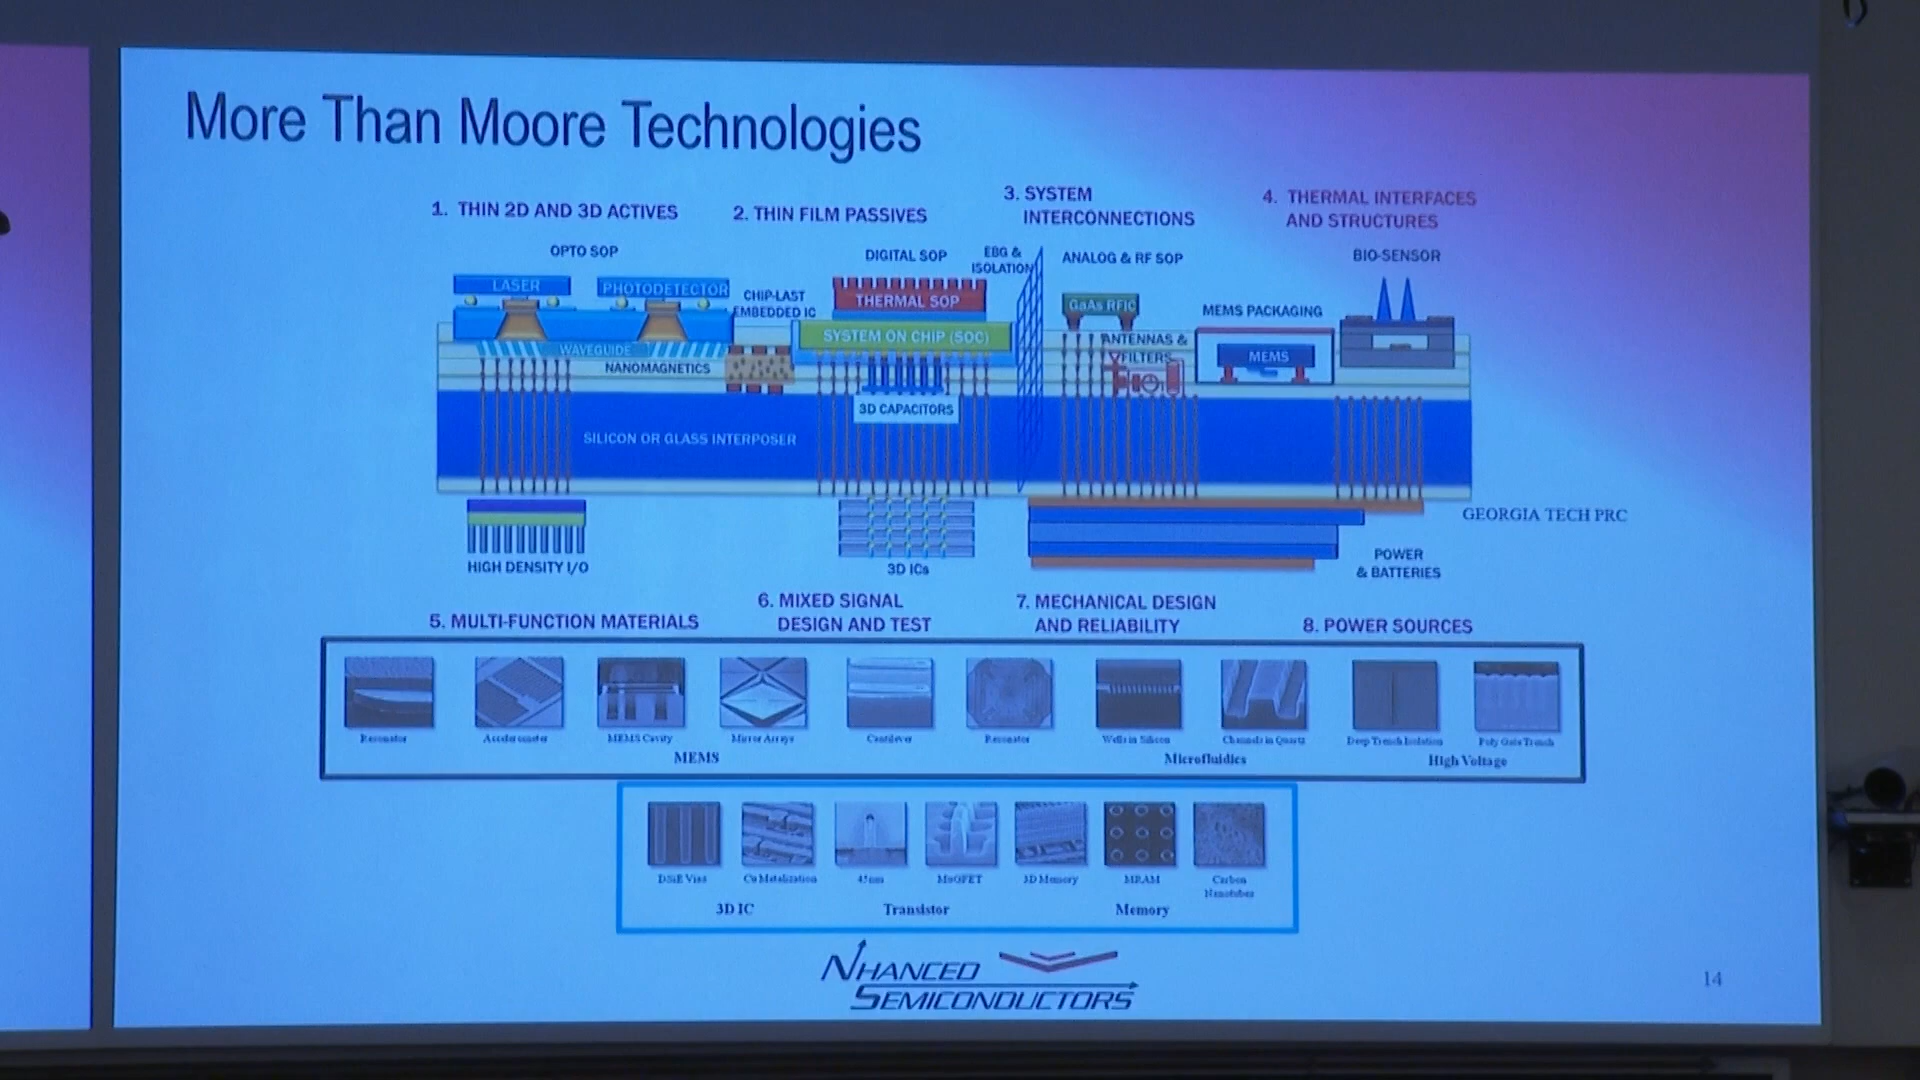 More Than Moore Technologies
1. THIN 2D AND 3D ACTIVES
2. THIN FILM PASSIVES
3. SYSTEM
INTERCONNECTIONS
4. THERMAL INTERFACES
AND STRUCTURES
OPTO SOP
DIGITAL SOP
EBG &
ISOLATION
ANALOG & RF SOP
BIO-SENSOR
LASER
PHOTODETECTOR
CHIP-LAST
EMBEDDED IC
THERMAL SOP
GaAs RFIC
MEMS PACKAGING
SYSTEM ON CHIP (SOC)
ANTENNAS &
FILTERS
WAVEGUIDE
NANOMAGNETICS
MEMS
3D CAPACITORS
SILICON OR GLASS INTERPOSER
GEORGIA TECH PRC
HIGH DENSITY I/O
3D ICs
POWER
& BATTERIES
5. MULTI-FUNCTION MATERIALS
6. MIXED SIGNAL
DESIGN AND TEST
7. MECHANICAL DESIGN
AND RELIABILITY
8. POWER SOURCES
Resonator
Accelerometer
MEMS Cavity
Mirror Arrays
Cantilever
Resonator
Wells in Silicon
Channels in Quartz
Deep Trench Isolation
Poly Gate Trench
MEMS
Microfluidics
High Voltage
DSiE Vias
Cu Metalization
45nm
MuGFET
3D Memory
MRAM
Carbon
Nanotubes
3D IC
Transistor
Memory
NHANCED
SEMICONDUCTORS
14